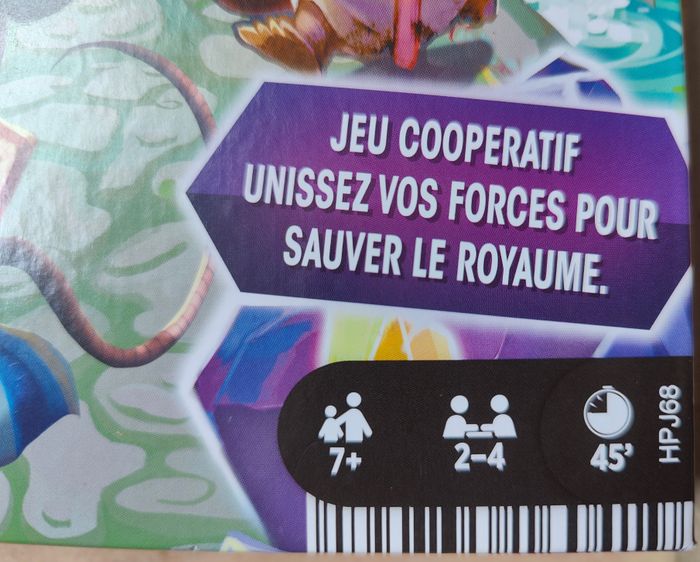 JEU COOPERATIF
UNISSEZ VOS FORCES POUR
SAUVER LE ROYAUME.
7+
2-4
45'
HPJ68